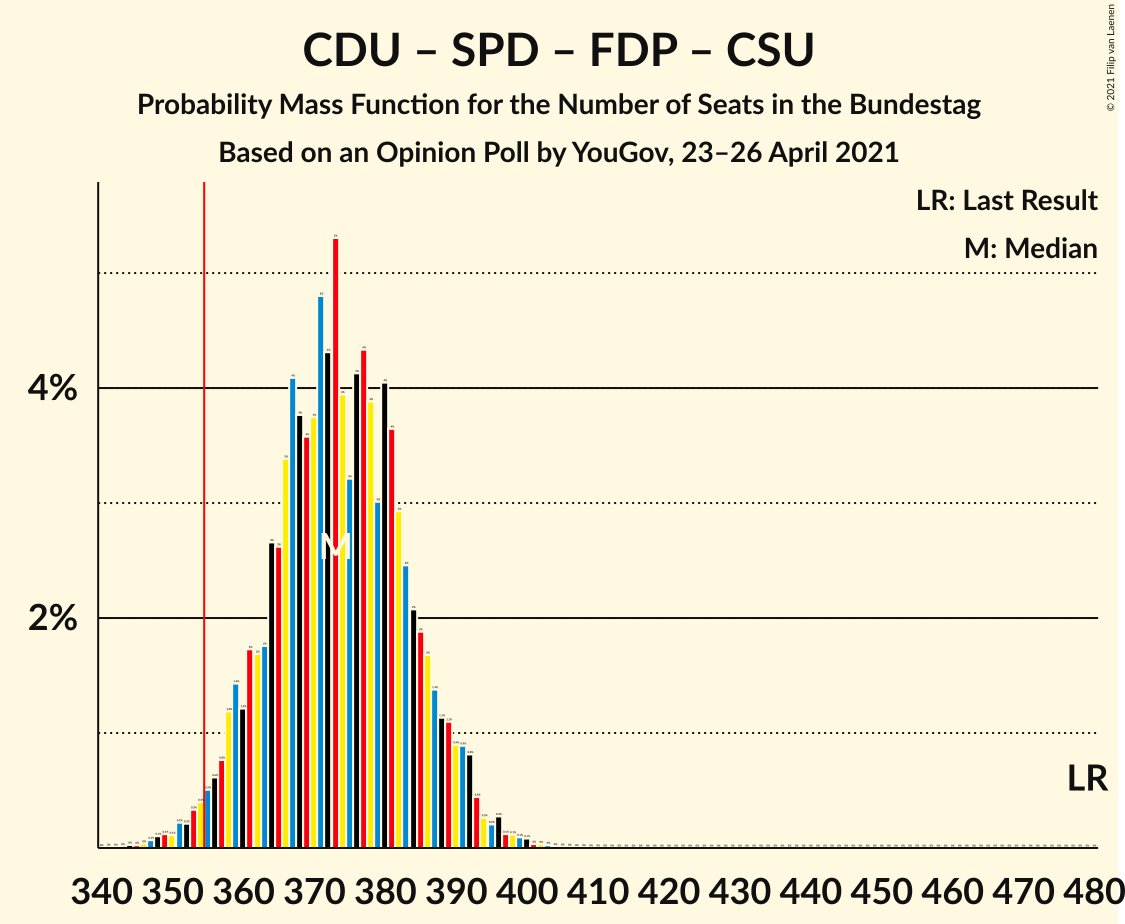 CDU – SPD – FDP – CSU
Probability Mass Function for the Number of Seats in the Bundestag
Based on an Opinion Poll by YouGov, 23–26 April 2021
© 2021 Filip van Laenen
LR: Last Result
M: Median
4%
2%
M
LR
340 350 360 370 380 390 400 410 420 430 440 450 460 470 480